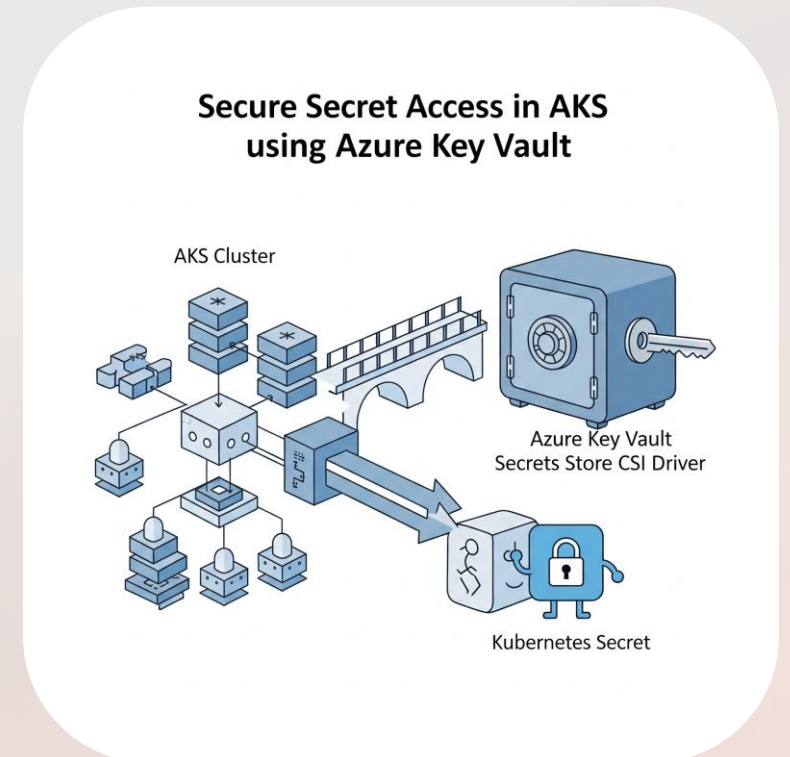 Secure Secret Access in AKS
using Azure Key Vault
AKS Cluster
Azure Key Vault
Secrets Store CSI Driver
Kubernetes Secret